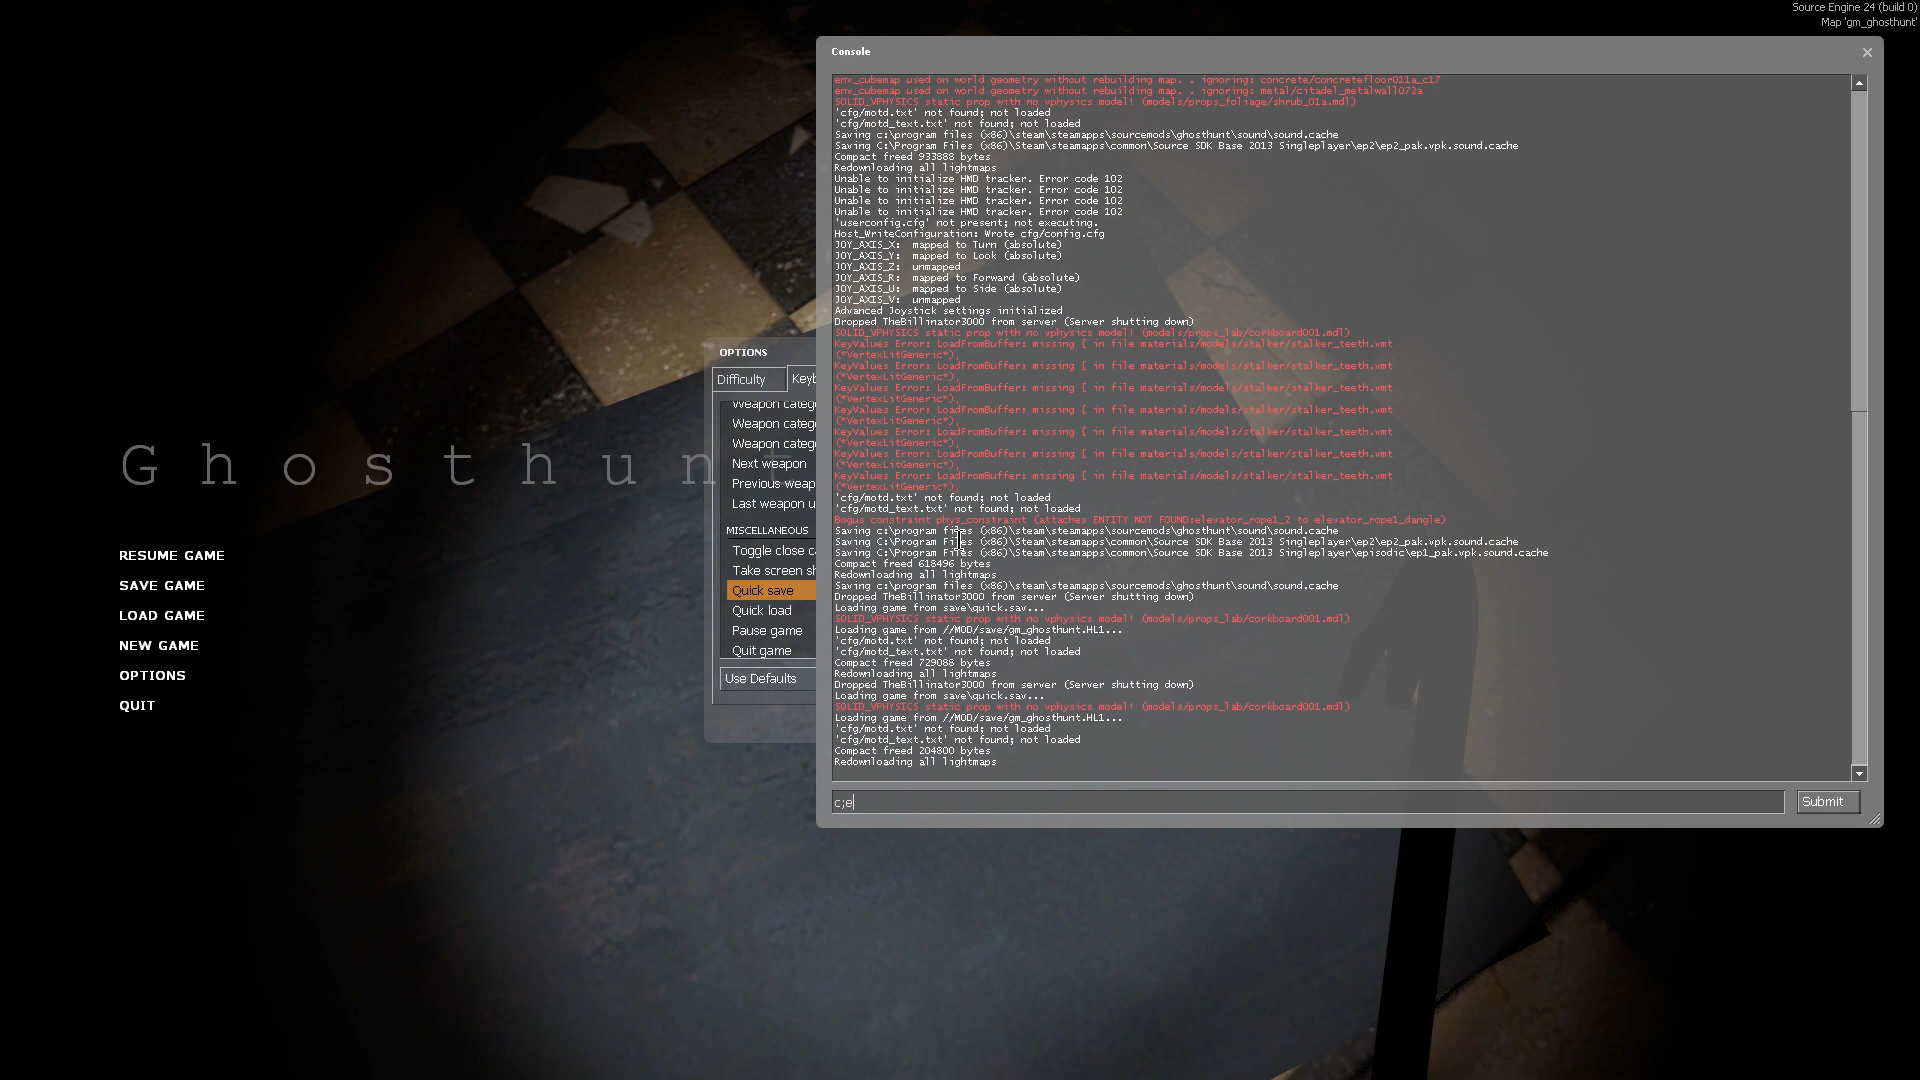 Source Engine 24 (build 0)
Map 'gm_ghosthunt'
Console
env_cubemap used on world geometry without rebuilding map. . ignoring: concrete/concretefloor011a_c17
env_cubemap used on world geometry without rebuilding map. . ignoring: metal/citadel_metalwall072a
SOLID_VPHYSICS static prop with no vphysics model! (models/props_foliage/shrub_01a.mdl)
'cfg/motd.txt' not found; not loaded
'cfg/motd_text.txt' not found; not loaded
Saving c:\program files (x86)\steam\steamapps\sourcemods\ghosthunt\sound\sound.cache
Saving C:\Program Files (x86)\Steam\steamapps\common\Source SDK Base 2013 Singleplayer\ep2\ep2_pak.vpk.sound.cache
Compact freed 933888 bytes
Redownloading all lightmaps
Unable to initialize HMD tracker. Error code 102
Unable to initialize HMD tracker. Error code 102
Unable to initialize HMD tracker. Error code 102
Unable to initialize HMD tracker. Error code 102
'userconfig.cfg' not present; not executing.
Host_WriteConfiguration: Wrote cfg/config.cfg
JOY_AXIS_X:  mapped to Turn (absolute)
JOY_AXIS_Y:  mapped to Look (absolute)
JOY_AXIS_Z:  unmapped
JOY_AXIS_R:  mapped to Forward (absolute)
JOY_AXIS_U:  mapped to Side (absolute)
JOY_AXIS_V:  unmapped
Advanced Joystick settings initialized
Dropped TheBillinator3000 from server (Server shutting down)
SOLID_VPHYSICS static prop with no vphysics model! (models/props_lab/corkboard001.mdl)
KeyValues Error: LoadFromBuffer: missing { in file materials/models/stalker/stalker_teeth.vmt
(*VertexLitGeneric*),
KeyValues Error: LoadFromBuffer: missing { in file materials/models/stalker/stalker_teeth.vmt
(*VertexLitGeneric*),
KeyValues Error: LoadFromBuffer: missing { in file materials/models/stalker/stalker_teeth.vmt
(*VertexLitGeneric*),
KeyValues Error: LoadFromBuffer: missing { in file materials/models/stalker/stalker_teeth.vmt
(*VertexLitGeneric*),
KeyValues Error: LoadFromBuffer: missing { in file materials/models/stalker/stalker_teeth.vmt
(*VertexLitGeneric*),
KeyValues Error: LoadFromBuffer: missing { in file materials/models/stalker/stalker_teeth.vmt
(*VertexLitGeneric*),
KeyValues Error: LoadFromBuffer: missing { in file materials/models/stalker/stalker_teeth.vmt
(*VertexLitGeneric*),
'cfg/motd.txt' not found; not loaded
'cfg/motd_text.txt' not found; not loaded
Bogus constraint phys_constraint (attaches ENTITY NOT FOUND:elevator_rope1_2 to elevator_rope1_dangle)
Saving c:\program files (x86)\steam\steamapps\sourcemods\ghosthunt\sound\sound.cache
Saving C:\Program Files (x86)\Steam\steamapps\common\Source SDK Base 2013 Singleplayer\ep2\ep2_pak.vpk.sound.cache
Saving C:\Program Files (x86)\Steam\steamapps\common\Source SDK Base 2013 Singleplayer\episodic\ep1_pak.vpk.sound.cache
Compact freed 618496 bytes
Redownloading all lightmaps
Saving c:\program files (x86)\steam\steamapps\sourcemods\ghosthunt\sound\sound.cache
Dropped TheBillinator3000 from server (Server shutting down)
Loading game from save\quick.sav...
SOLID_VPHYSICS static prop with no vphysics model! (models/props_lab/corkboard001.mdl)
Loading game from //MOD/save/gm_ghosthunt.HL1...
'cfg/motd.txt' not found; not loaded
'cfg/motd_text.txt' not found; not loaded
Compact freed 729088 bytes
Redownloading all lightmaps
Dropped TheBillinator3000 from server (Server shutting down)
Loading game from save\quick.sav...
SOLID_VPHYSICS static prop with no vphysics model! (models/props_lab/corkboard001.mdl)
Loading game from //MOD/save/gm_ghosthunt.HL1...
'cfg/motd.txt' not found; not loaded
'cfg/motd_text.txt' not found; not loaded
Compact freed 204800 bytes
Redownloading all lightmaps
c;e
Submit
OPTIONS
Difficulty
Keyb
Weapon categ
Weapon categ
Weapon categ
Next weapon
Previous weap
Last weapon u
MISCELLANEOUS
Toggle close ca
Take screen sh
Quick save
Quick load
Pause game
Quit game
Use Defaults
Ghosthunt
RESUME GAME
SAVE GAME
LOAD GAME
NEW GAME
OPTIONS
QUIT